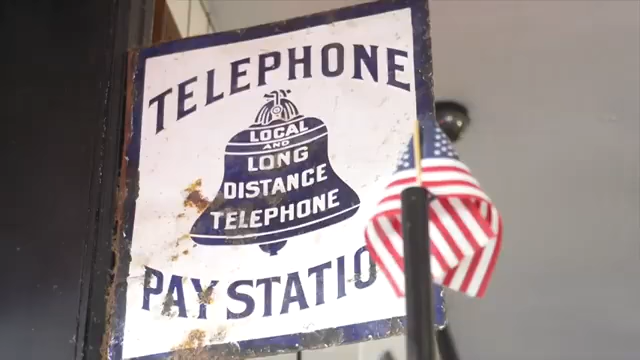 TELEPHONE
LOCAL
AND
LONG
DISTANCE
TELEPHONE
PAY STATIO